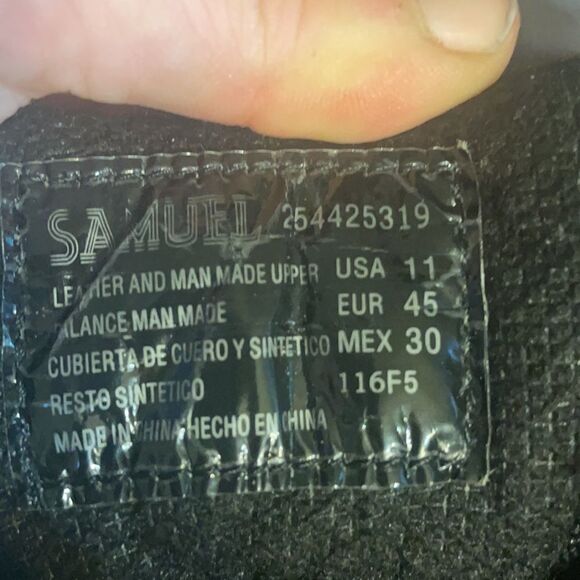 SAMUEL 254425319
LEATHER AND MAN MADE UPPER USA 11
BALANCE MAN MADE EUR 45
CUBIERTA DE CUERO Y SINTETICO MEX 30
RESTO SINTETICO 116F5
MADE IN CHINA HECHO EN CHINA